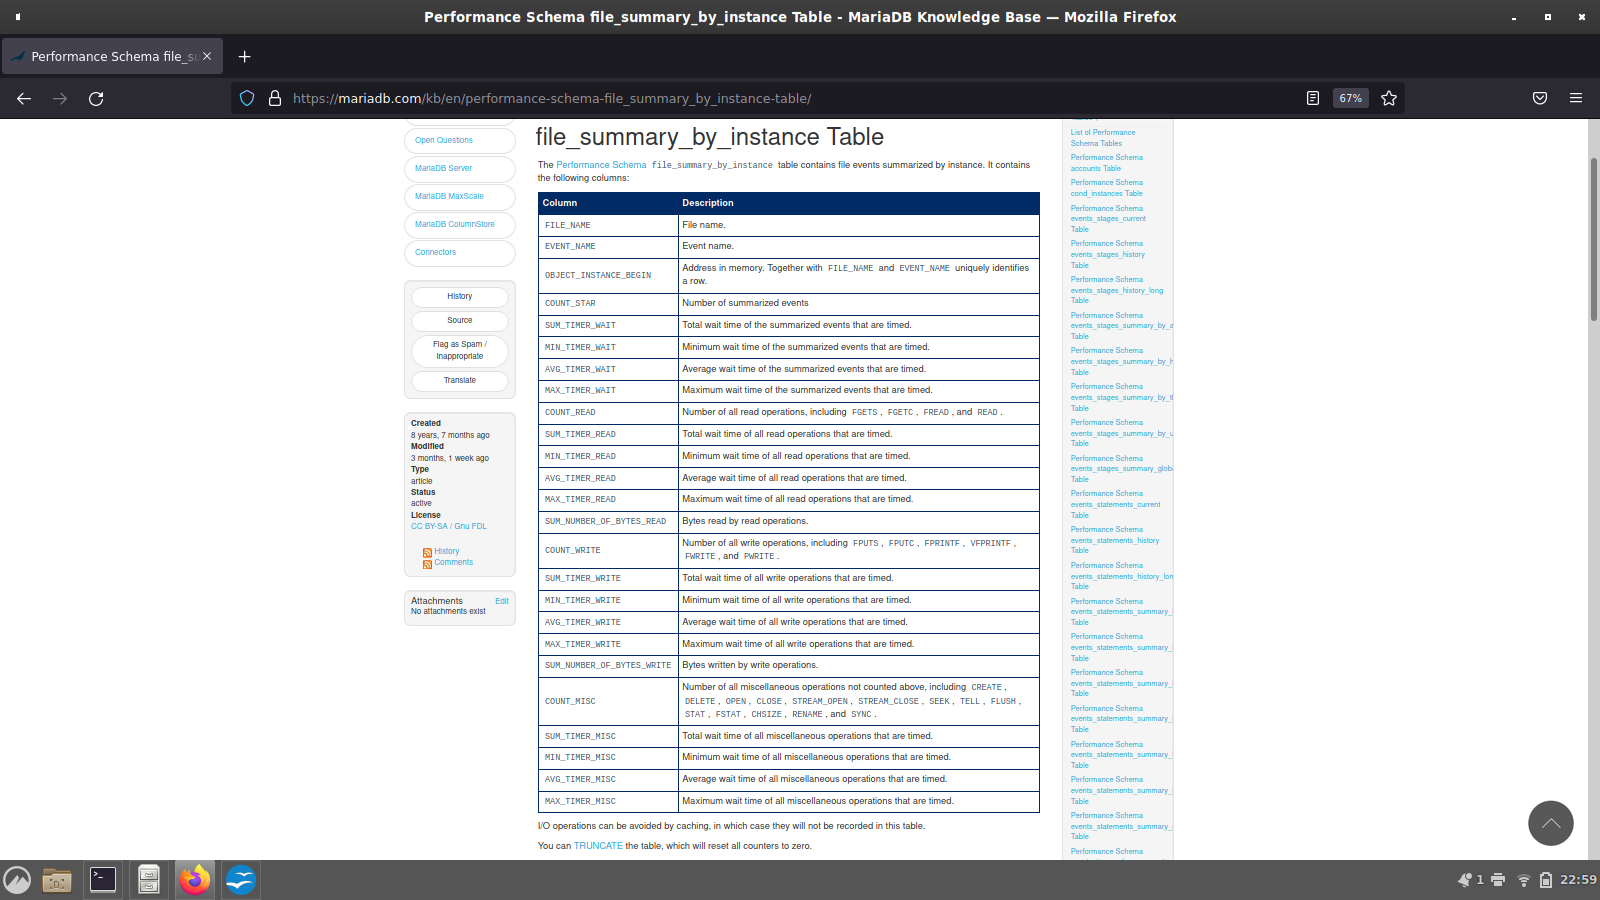 Performance Schema file_summary_by_instance Table - MariaDB Knowledge Base — Mozilla Firefox
Performance Schema file_su
https://mariadb.com/kb/en/performance-schema-file_summary_by_instance-table/
67%
Open Questions
MariaDB Server
MariaDB MaxScale
MariaDB ColumnStore
Connectors
History
Source
Flag as Spam /
Inappropriate
Translate
Created
8 years, 7 months ago
Modified
3 months, 1 week ago
Type
article
Status
active
License
CC BY-SA / Gnu FDL
History
Comments
Attachments Edit
No attachments exist
file_summary_by_instance Table
The Performance Schema file_summary_by_instance table contains file events summarized by instance. It contains
the following columns:
Column Description
FILE_NAME File name.
EVENT_NAME Event name.
OBJECT_INSTANCE_BEGIN Address in memory. Together with FILE_NAME and EVENT_NAME uniquely identifies
a row.
COUNT_STAR Number of summarized events
SUM_TIMER_WAIT Total wait time of the summarized events that are timed.
MIN_TIMER_WAIT Minimum wait time of the summarized events that are timed.
AVG_TIMER_WAIT Average wait time of the summarized events that are timed.
MAX_TIMER_WAIT Maximum wait time of the summarized events that are timed.
COUNT_READ Number of all read operations, including FGETS, FGETC, FREAD, and READ.
SUM_TIMER_READ Total wait time of all read operations that are timed.
MIN_TIMER_READ Minimum wait time of all read operations that are timed.
AVG_TIMER_READ Average wait time of all read operations that are timed.
MAX_TIMER_READ Maximum wait time of all read operations that are timed.
SUM_NUMBER_OF_BYTES_READ Bytes read by read operations.
COUNT_WRITE Number of all write operations, including FPUTS, FPUTC, FPRINTF, VFPRINTF,
FWRITE, and PWRITE.
SUM_TIMER_WRITE Total wait time of all write operations that are timed.
MIN_TIMER_WRITE Minimum wait time of all write operations that are timed.
AVG_TIMER_WRITE Average wait time of all write operations that are timed.
MAX_TIMER_WRITE Maximum wait time of all write operations that are timed.
SUM_NUMBER_OF_BYTES_WRITE Bytes written by write operations.
COUNT_MISC Number of all miscellaneous operations not counted above, including CREATE,
DELETE, OPEN, CLOSE, STREAM_OPEN, STREAM_CLOSE, SEEK, TELL, FLUSH,
STAT, FSTAT, CHSIZE, RENAME, and SYNC.
SUM_TIMER_MISC Total wait time of all miscellaneous operations that are timed.
MIN_TIMER_MISC Minimum wait time of all miscellaneous operations that are timed.
AVG_TIMER_MISC Average wait time of all miscellaneous operations that are timed.
MAX_TIMER_MISC Maximum wait time of all miscellaneous operations that are timed.
I/O operations can be avoided by caching, in which case they will not be recorded in this table.
You can TRUNCATE the table, which will reset all counters to zero.
List of Performance
Schema Tables
Performance Schema
accounts Table
Performance Schema
cond_instances Table
Performance Schema
events_stages_current
Table
Performance Schema
events_stages_history
Table
Performance Schema
events_stages_history_long
Table
Performance Schema
events_stages_summary_by_a
Table
Performance Schema
events_stages_summary_by_h
Table
Performance Schema
events_stages_summary_by_t
Table
Performance Schema
events_stages_summary_by_u
Table
Performance Schema
events_stages_summary_glob
Table
Performance Schema
events_statements_current
Table
Performance Schema
events_statements_history
Table
Performance Schema
events_statements_history_lon
Table
Performance Schema
events_statements_summary_
Table
Performance Schema
events_statements_summary_
Table
Performance Schema
events_statements_summary_
Table
Performance Schema
events_statements_summary_
Table
Performance Schema
events_statements_summary_
Table
Performance Schema
events_statements_summary_
Table
Performance Schema
events_statements_summary_
Table
Performance Schema
1
22:59